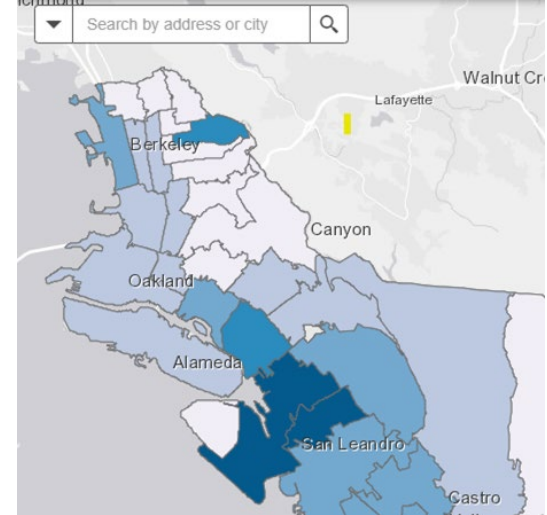 Search by address or city
Walnut Cr
Lafayette
Berkeley
Canyon
Oakland
Alameda
San Leandro
Castro